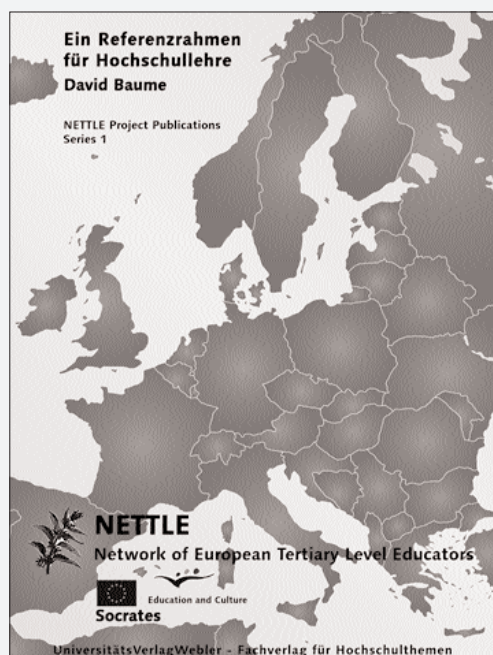 Ein Referenzrahmen
für Hochschullehre
David Baume
NETTLE Project Publications
Series 1
NETTLE
Network of European Tertiary Level Educators
Education and Culture
Socrates
UniversitätsVerlagWebler - Fachverlag für Hochschulthemen